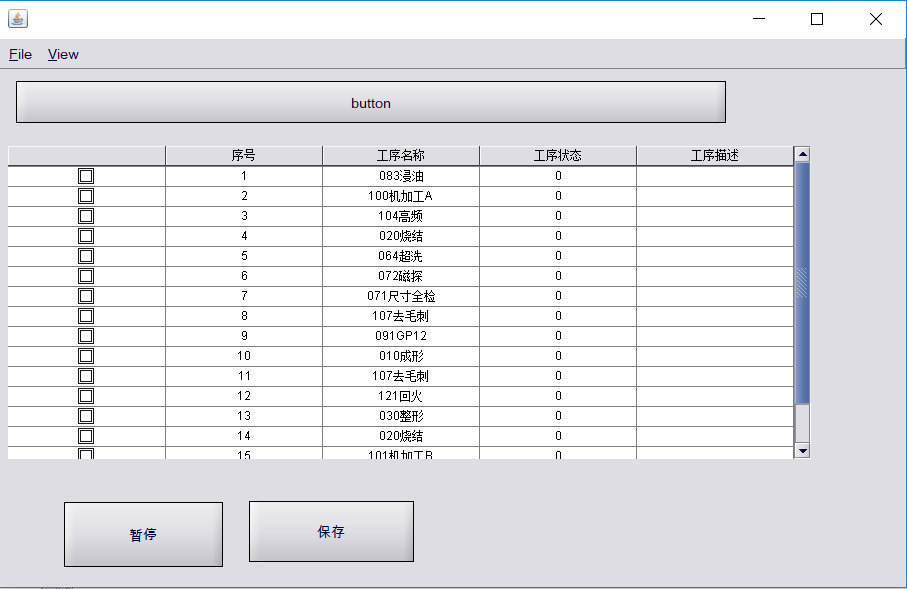 File View
button
序号 工序名称 工序状态 工序描述
1 083浸油 0
2 100机加工A 0
3 104高频 0
4 020烧结 0
5 064超洗 0
6 072磁探 0
7 071尺寸全检 0
8 107去毛刺 0
9 091GP12 0
10 010成形 0
11 107去毛刺 0
12 121回火 0
13 030整形 0
14 020烧结 0
15 101机加工B 0
暂停 保存